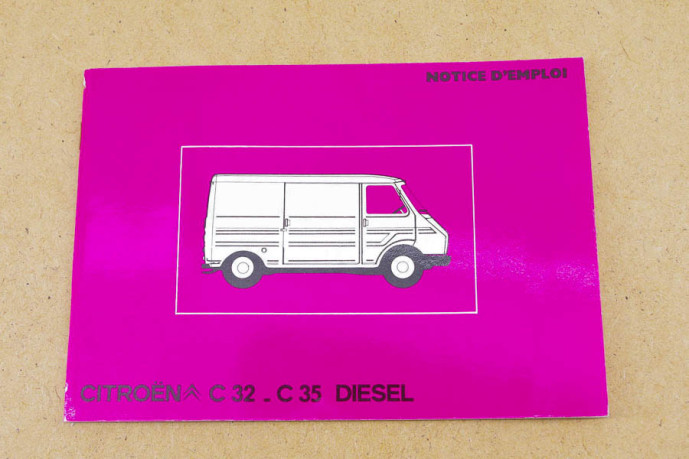 NOTICE D'EMPLOI
CITROËN C 32 - C 35 DIESEL